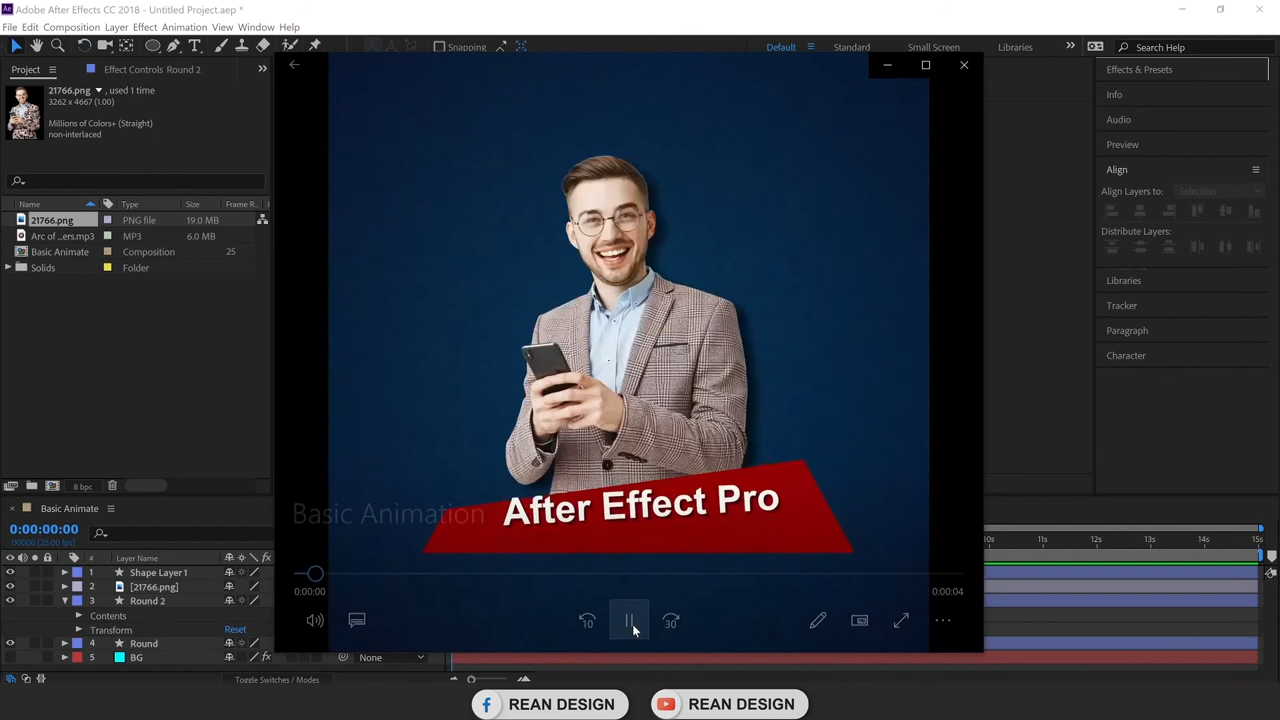 Adobe After Effects CC 2018 - Untitled Project.aep *
File Edit Composition Layer Effect Animation View Window Help
Snapping
Default
Standard
Small Screen
Libraries
Search Help
Project
Effect Controls Round 2
21766.png ▼, used 1 time
3262 x 4667 (1.00)
Millions of Colors+ (Straight)
non-interlaced
Name Type Size Frame R..
21766.png PNG file 19.0 MB
Arc of ...ers.mp3 MP3 6.0 MB
Basic Animate Composition 25
Solids Folder
8 bpc
After Effect Pro
Basic Animation
0:00:00
0:00:04
10
30
Effects & Presets
Info
Audio
Preview
Align
Align Layers to: Selection
Distribute Layers:
Libraries
Tracker
Paragraph
Character
Basic Animate
0:00:00:00
00000 (25.00 fps)
# Layer Name
1 Shape Layer 1
2 [21766.png]
3 Round 2
Contents
Transform Reset
4 Round
5 BG
None
Toggle Switches / Modes
10s 11s 12s 13s 14s 15s
REAN DESIGN
REAN DESIGN